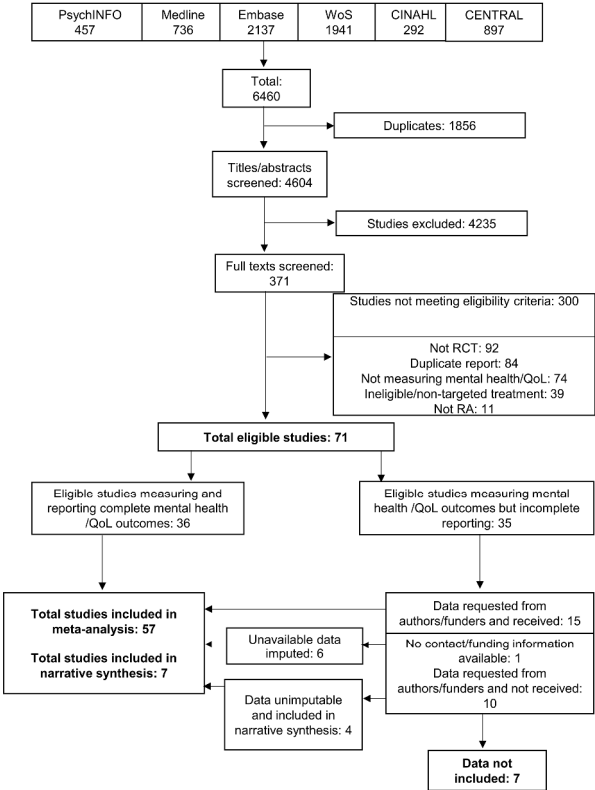 PsychINFO
457
Medline
736
Embase
2137
WoS
1941
CINAHL
292
CENTRAL
897
Total:
6460
Duplicates: 1856
Titles/abstracts
screened: 4604
Studies excluded: 4235
Full texts screened:
371
Studies not meeting eligibility criteria: 300
Not RCT: 92
Duplicate report: 84
Not measuring mental health/QoL: 74
Ineligible/non-targeted treatment: 39
Not RA: 11
Total eligible studies: 71
Eligible studies measuring and
reporting complete mental health
/QoL outcomes: 36
Eligible studies measuring mental
health /QoL outcomes but incomplete
reporting: 35
Total studies included in
meta-analysis: 57
Total studies included in
narrative synthesis: 7
Data requested from
authors/funders and received: 15
Unavailable data
imputed: 6
No contact/funding information
available: 1
Data requested from
authors/funders and not received:
10
Data unimputable
and included in
narrative synthesis: 4
Data not
included: 7